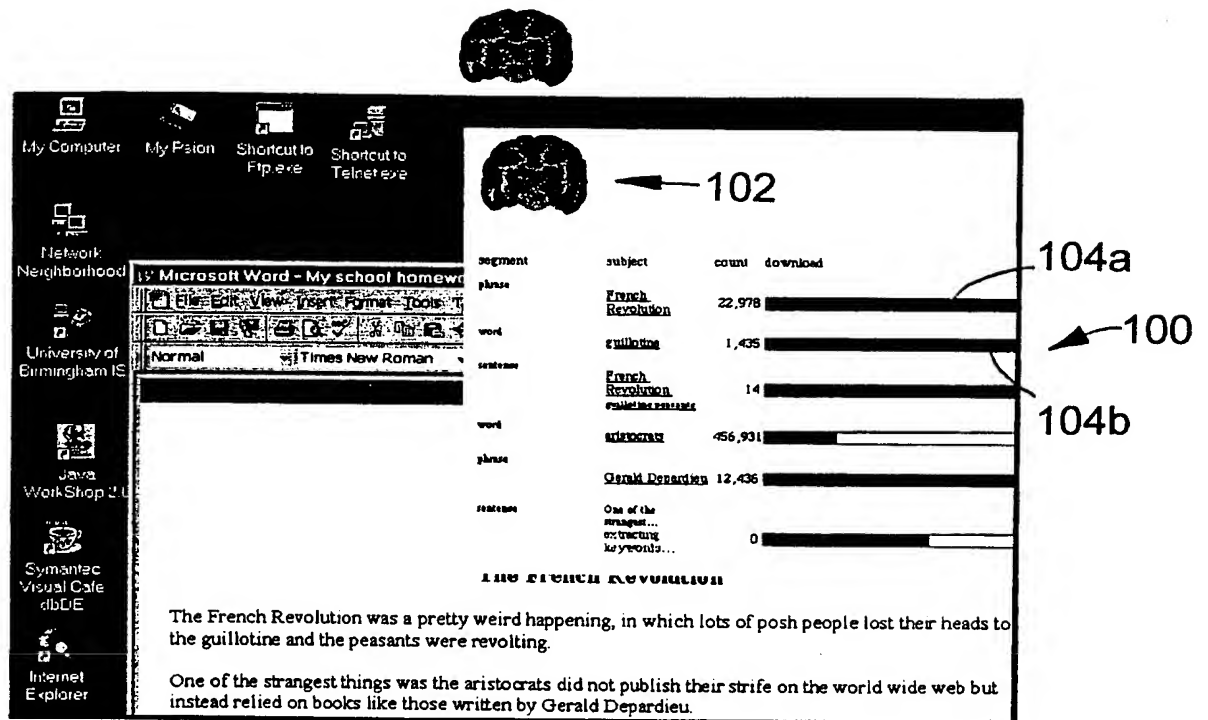 My Computer
My Psion
Shortcut to
Ftp.exe
Shortcut to
Telnet exe
102
Network
Neighborhood
segment subject count download
104a
Microsoft Word - My school homew
phrase
French
Revolution 22,978
File Edit View Insert Format Tools T
100
word
guillotine 1,435
University of
Birmingham IS
Normal Times New Roman
sentence
French
Revolution 14
guillotine peasants
104b
word
aristocrats 456,931
phrase
Gerald Depardieu 12,436
Java
WorkShop 2.0
sentence
One of the
strangest...
extracting
keywords... 0
Symantec
Visual Cafe
dbDE
The French Revolution
The French Revolution was a pretty weird happening, in which lots of posh people lost their heads to
the guillotine and the peasants were revolting.
Internet
Explorer
One of the strangest things was the aristocrats did not publish their strife on the world wide web but
instead relied on books like those written by Gerald Depardieu.